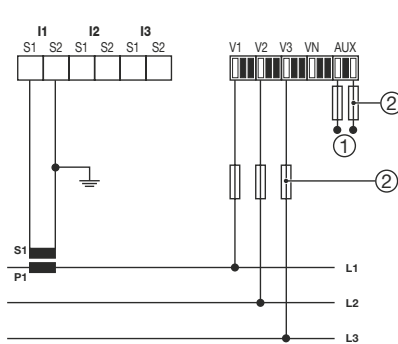 I1 I2 I3
S1 S2 S1 S2 S1 S2
V1 V2 V3 VN AUX
2
1
2
S1
P1
L1
L2
L3